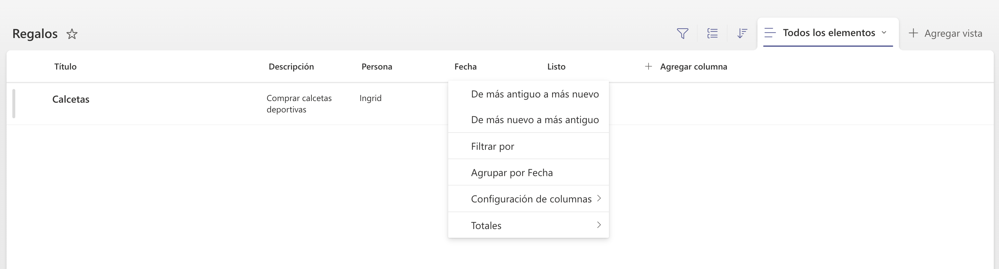 Regalos
Todos los elementos
Agregar vista
Título
Descripción
Persona
Fecha
Listo
Agregar columna
Calcetas
Comprar calcetas
deportivas
Ingrid
De más antiguo a más nuevo
De más nuevo a más antiguo
Filtrar por
Agrupar por Fecha
Configuración de columnas
Totales